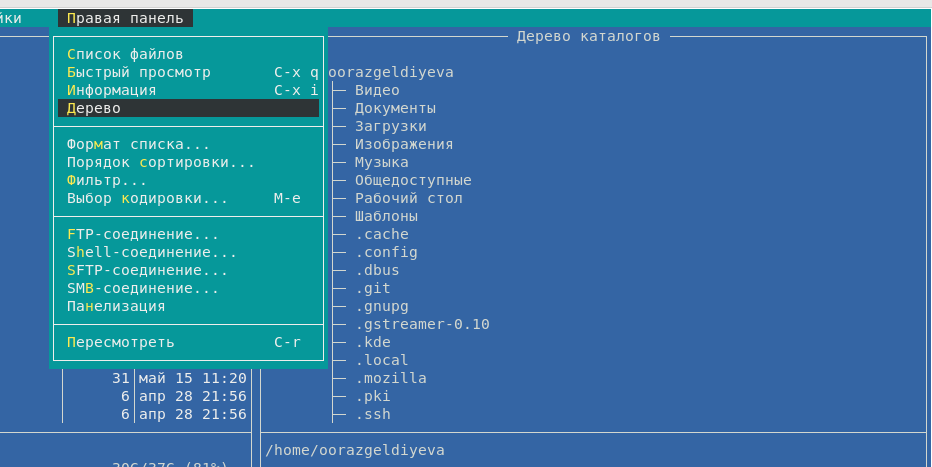 йки Правая панель
Дерево каталогов
Список файлов
Быстрый просмотр C-x q
Информация C-x i
Дерево
Формат списка...
Порядок сортировки...
Фильтр...
Выбор кодировки... M-e
FTP-соединение...
Shell-соединение...
SFTP-соединение...
SMB-соединение...
Панелизация
Пересмотреть C-r
31 май 15 11:20
6 апр 28 21:56
6 апр 28 21:56
oorazgeldiyeva
Видео
Документы
Загрузки
Изображения
Музыка
Общедоступные
Рабочий стол
Шаблоны
.cache
.config
.dbus
.git
.gnupg
.gstreamer-0.10
.kde
.local
.mozilla
.pki
.ssh
/home/oorazgeldiyeva